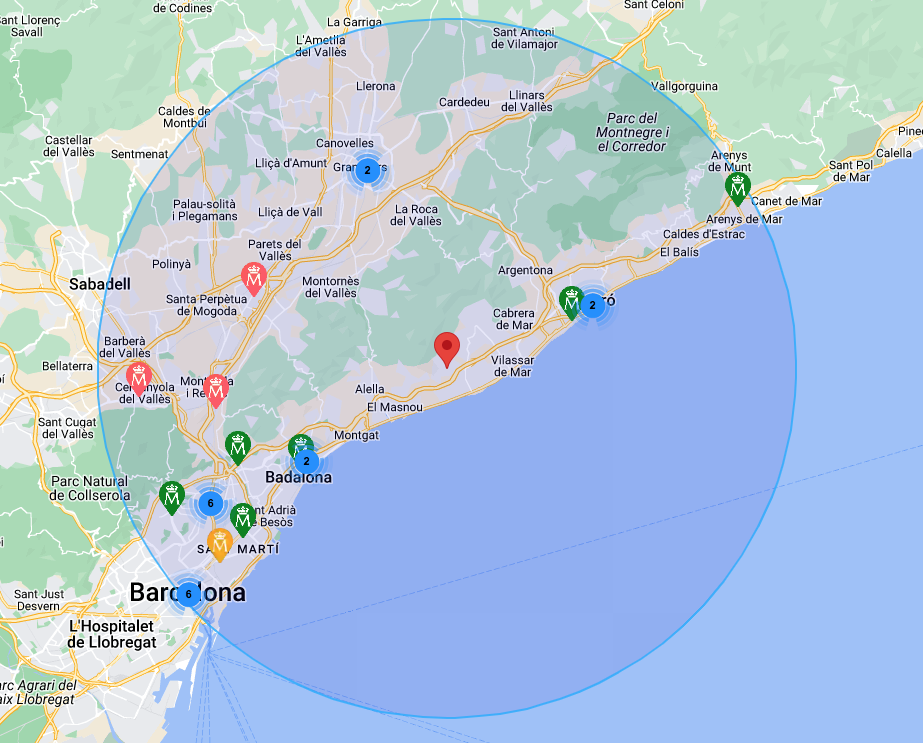 de Codines
Sant Celoni
Sant Llorenç
Savall
La Garriga
L'Ametlla
del Vallès
Sant Antoni
de Vilamajor
Llerona
Vallgorguina
Cardedeu
Llinars
del Vallès
Caldes de
Montbui
Parc del
Montnegre i
el Corredor
Castellar
del Vallès
Sentmenat
Canovelles
Calella
Lliçà d'Amunt
2
Arenys
de Munt
Sant Pol
de Mar
M
Canet de Mar
Palau-solità
i Plegamans
Lliçà de Vall
La Roca
del Vallès
Arenys de Mar
Caldes d'Estrac
El Balís
Parets del
Vallès
Polinyà
M
Argentona
Sabadell
Montornès
del Vallès
Santa Perpètua
de Mogoda
M
2
Cabrera
de Mar
Barberà
del Vallès
Bellaterra
Vilassar
de Mar
M
M
del Vallès
Alella
El Masnou
Sant Cugat
del Vallès
Montgat
M
M
2
Badalona
Parc Natural
de Collserola
M
6
M
M
MARTÍ
6
Sant Just
Desvern
L'Hospitalet
de Llobregat